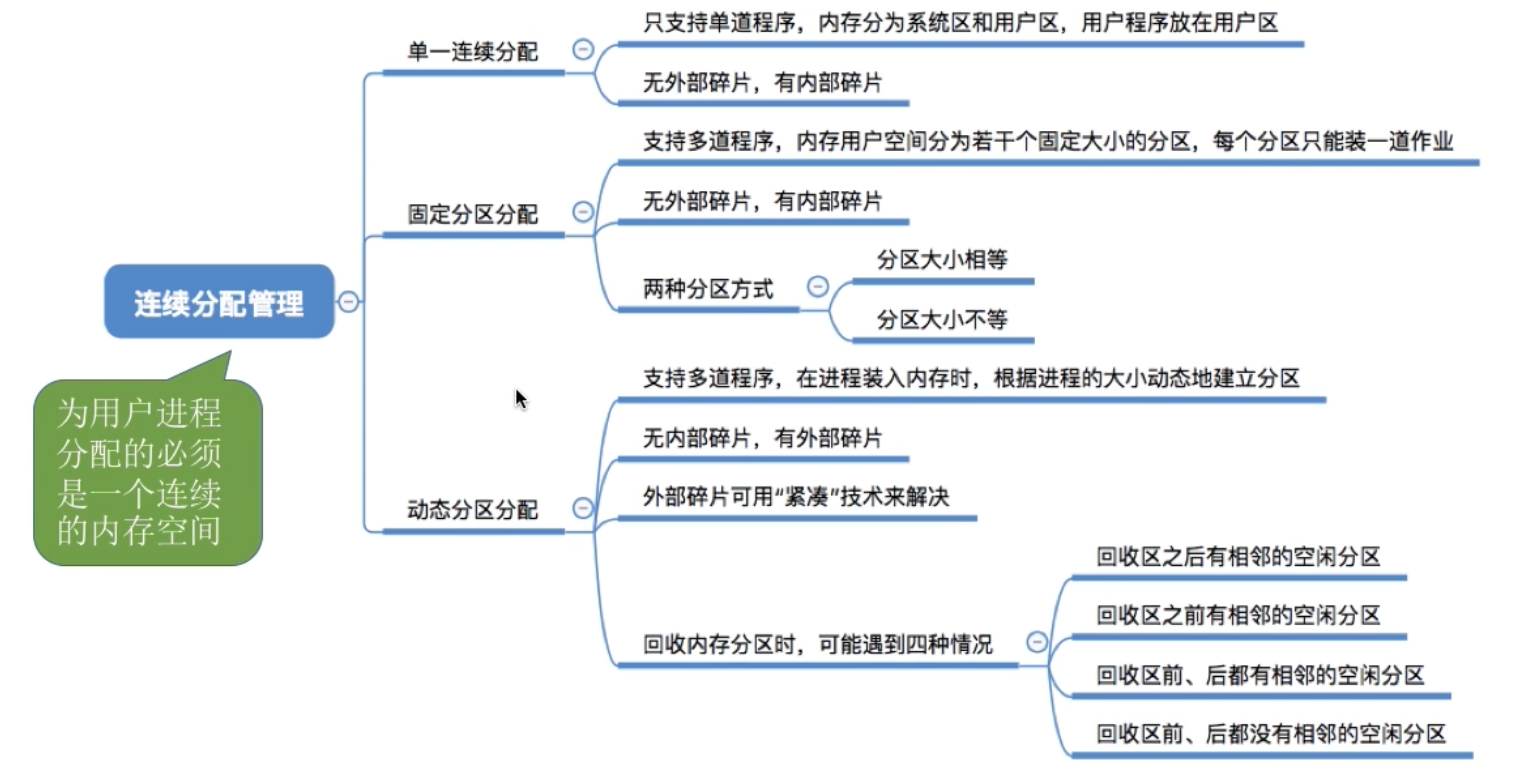 连续分配管理
为用户进程
分配的必须
是一个连续
的内存空间
单一连续分配
只支持单道程序，内存分为系统区和用户区，用户程序放在用户区
无外部碎片，有内部碎片
固定分区分配
支持多道程序，内存用户空间分为若干个固定大小的分区，每个分区只能装一道作业
无外部碎片，有内部碎片
两种分区方式
分区大小相等
分区大小不等
动态分区分配
支持多道程序，在进程装入内存时，根据进程的大小动态地建立分区
无内部碎片，有外部碎片
外部碎片可用“紧凑”技术来解决
回收内存分区时，可能遇到四种情况
回收区之后有相邻的空闲分区
回收区之前有相邻的空闲分区
回收区前、后都有相邻的空闲分区
回收区前、后都没有相邻的空闲分区